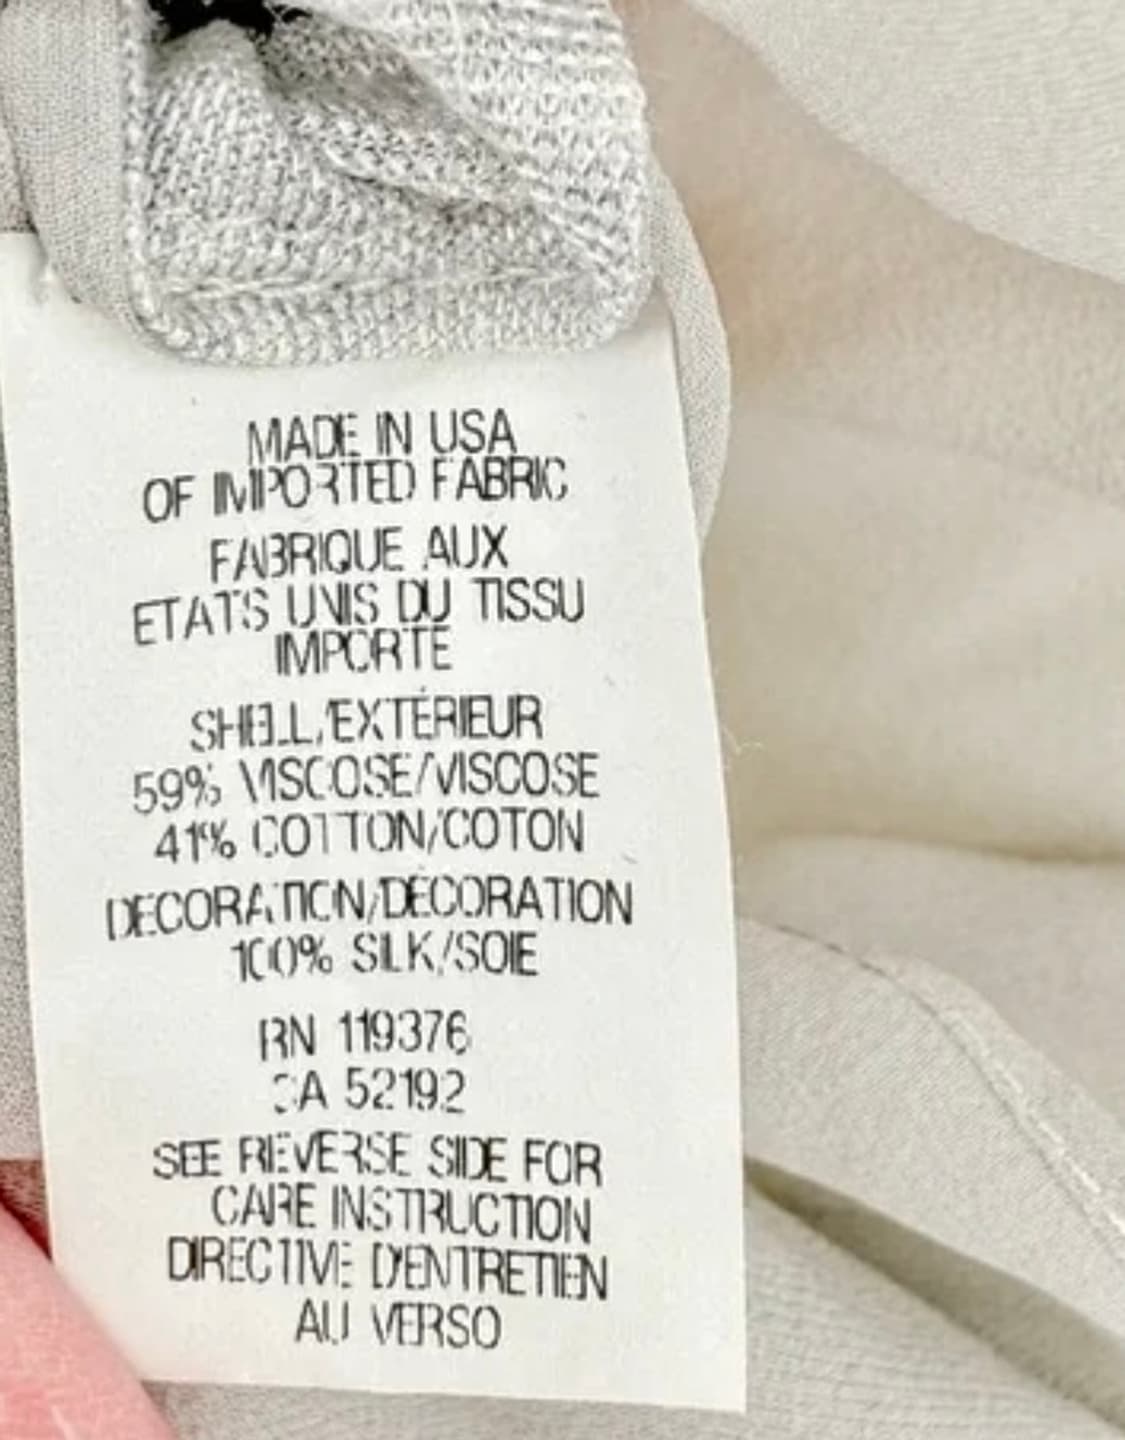 MADE IN USA
OF IMPORTED FABRIC
FABRIQUE AUX
ETATS UNIS DU TISSU
IMPORTE
SHELL/EXTÉRIEUR
59% VISCOSE/VISCOSE
41% COTTON/COTON
DECORATION/DÉCORATION
100% SILK/SOIE
RN 119376
CA 52192
SEE REVERSE SIDE FOR
CARE INSTRUCTION
DIRECTIVE D'ENTRETIEN
AU VERSO